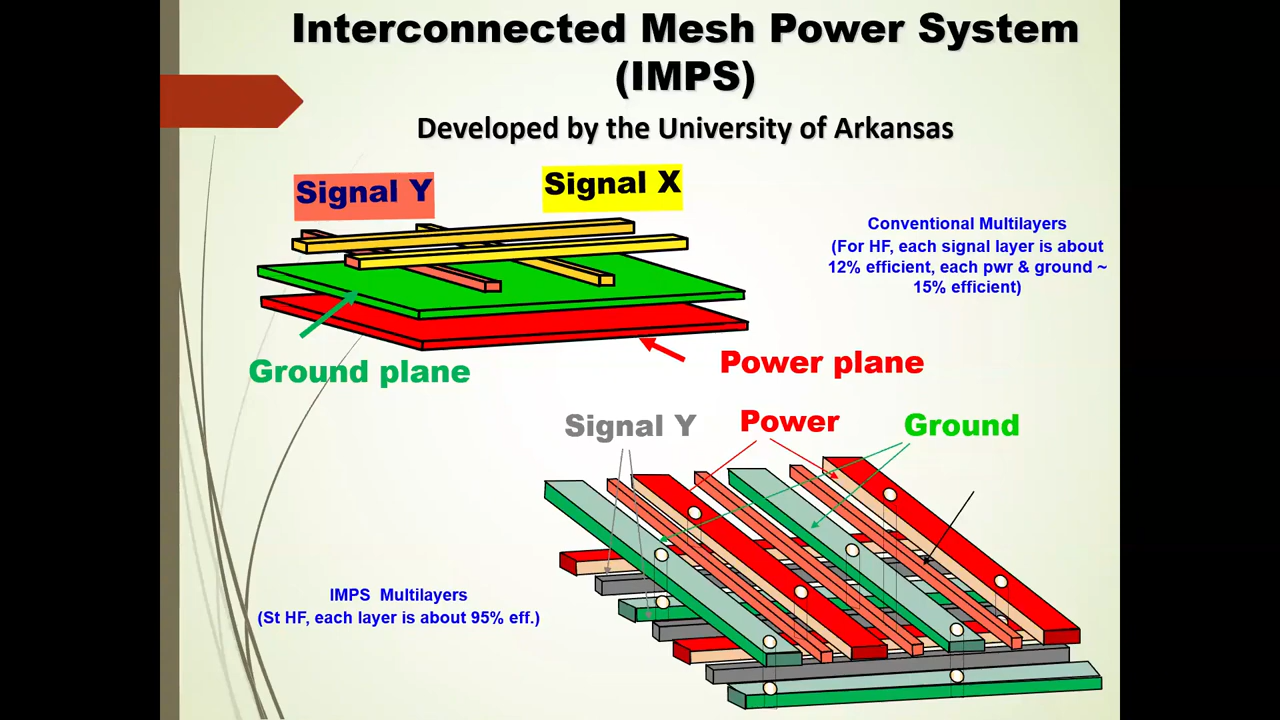 Interconnected Mesh Power System
(IMPS)
Developed by the University of Arkansas
Signal Y
Signal X
Conventional Multilayers
(For HF, each signal layer is about
12% efficient, each pwr & ground ~
15% efficient)
Ground plane
Power plane
Signal Y
Power
Ground
IMPS Multilayers
(St HF, each layer is about 95% eff.)